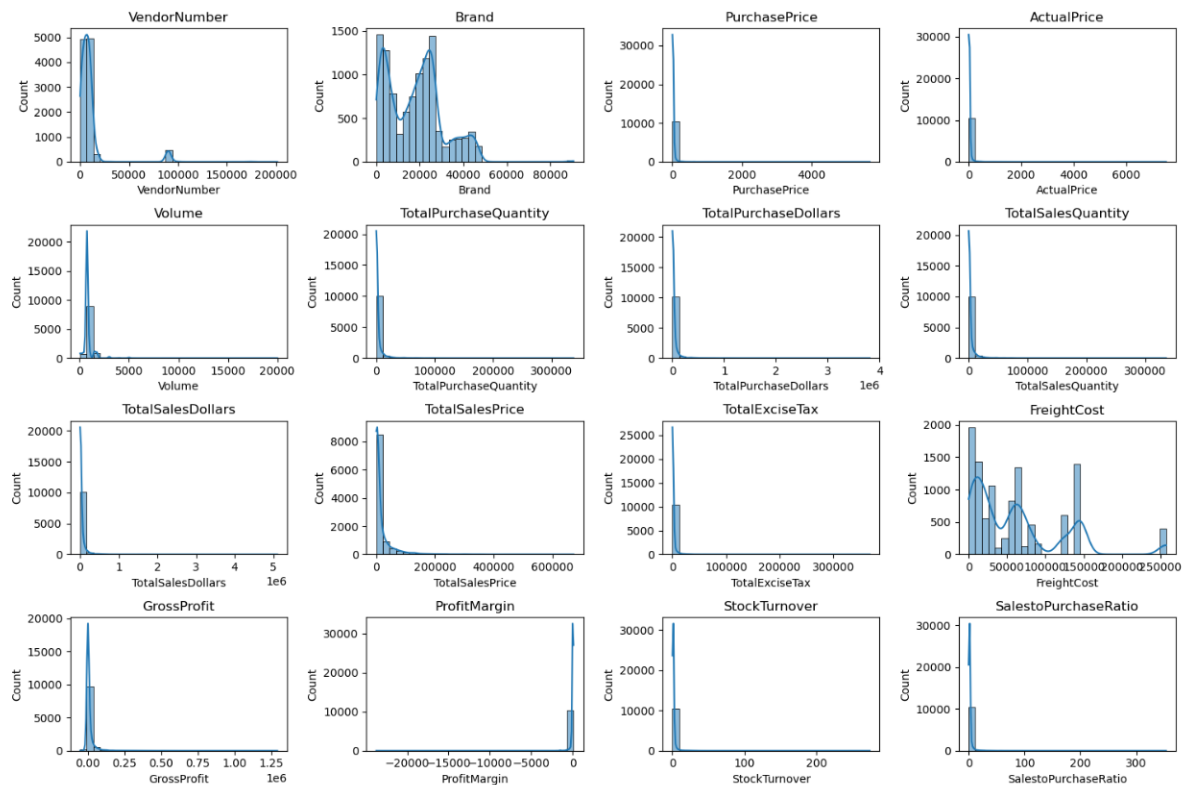 VendorNumber
Count
5000
4000
3000
2000
1000
0
0 50000 100000 150000 200000
VendorNumber
Brand
Count
1500
1000
500
0
0 20000 40000 60000 80000
Brand
PurchasePrice
Count
30000
20000
10000
0
0 2000 4000
PurchasePrice
ActualPrice
Count
30000
20000
10000
0
0 2000 4000 6000
ActualPrice
Volume
Count
20000
15000
10000
5000
0
0 5000 10000 15000 20000
Volume
TotalPurchaseQuantity
Count
20000
15000
10000
5000
0
0 100000 200000 300000
TotalPurchaseQuantity
TotalPurchaseDollars
Count
20000
15000
10000
5000
0
0 1 2 3 4
1e6
TotalPurchaseDollars
TotalSalesQuantity
Count
20000
15000
10000
5000
0
0 100000 200000 300000
TotalSalesQuantity
TotalSalesDollars
Count
20000
15000
10000
5000
0
0 1 2 3 4 5
1e6
TotalSalesDollars
TotalSalesPrice
Count
8000
6000
4000
2000
0
0 200000 400000 600000
TotalSalesPrice
TotalExciseTax
Count
25000
20000
15000
10000
5000
0
0 100000 200000 300000
TotalExciseTax
FreightCost
Count
2000
1500
1000
500
0
0 50000 100000 150000 200000 250000
FreightCost
GrossProfit
Count
20000
15000
10000
5000
0
0.00 0.25 0.50 0.75 1.00 1.25
1e6
GrossProfit
ProfitMargin
Count
30000
20000
10000
0
−20000 −15000 −10000 −5000 0
ProfitMargin
StockTurnover
Count
30000
20000
10000
0
0 100 200
StockTurnover
SalestoPurchaseRatio
Count
30000
20000
10000
0
0 100 200 300
SalestoPurchaseRatio